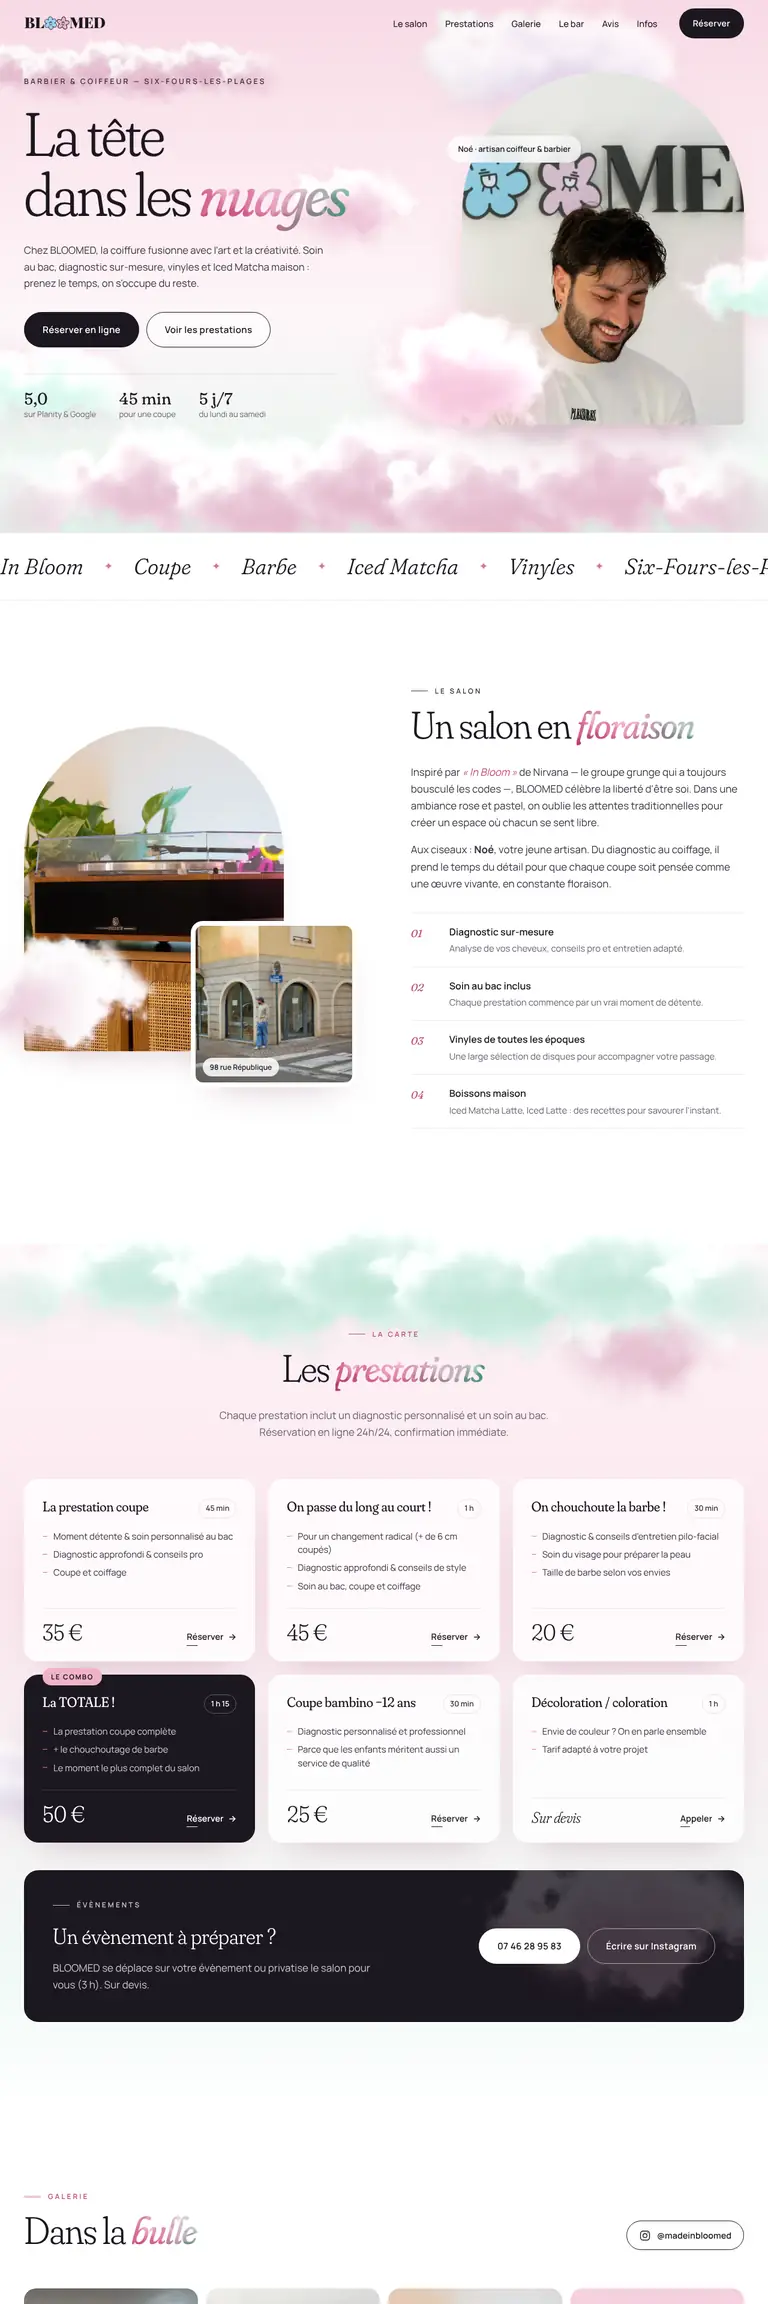 BLOOMED
Le salon
Prestations
Galerie
Le bar
Avis
Infos
Réserver
BARBIER & COIFFEUR — SIX-FOURS-LES-PLAGES
La tête
dans les nuages
Chez BLOOMED, la coiffure fusionne avec l'art et la créativité. Soin
au bac, diagnostic sur-mesure, vinyles et Iced Matcha maison :
prenez le temps, on s'occupe du reste.
Réserver en ligne
Voir les prestations
5,0
sur Planity & Google
45 min
pour une coupe
5 j/7
du lundi au samedi
Noé · artisan coiffeur & barbier
ME
PLEASURES
In Bloom ✦ Coupe ✦ Barbe ✦ Iced Matcha ✦ Vinyles ✦ Six-Fours-les-P
98 rue République
LE SALON
Un salon en floraison
Inspiré par « In Bloom » de Nirvana — le groupe grunge qui a toujours
bousculé les codes —, BLOOMED célèbre la liberté d'être soi. Dans une
ambiance rose et pastel, on oublie les attentes traditionnelles pour
créer un espace où chacun se sent libre.
Aux ciseaux : Noé, votre jeune artisan. Du diagnostic au coiffage, il
prend le temps du détail pour que chaque coupe soit pensée comme
une œuvre vivante, en constante floraison.
01
Diagnostic sur-mesure
Analyse de vos cheveux, conseils pro et entretien adapté.
02
Soin au bac inclus
Chaque prestation commence par un vrai moment de détente.
03
Vinyles de toutes les époques
Une large sélection de disques pour accompagner votre passage.
04
Boissons maison
Iced Matcha Latte, Iced Latte : des recettes pour savourer l'instant.
LA CARTE
Les prestations
Chaque prestation inclut un diagnostic personnalisé et un soin au bac.
Réservation en ligne 24h/24, confirmation immédiate.
La prestation coupe
45 min
– Moment détente & soin personnalisé au bac
– Diagnostic approfondi & conseils pro
– Coupe et coiffage
35 €
Réserver →
On passe du long au court !
1 h
– Pour un changement radical (+ de 6 cm
coupés)
– Diagnostic approfondi & conseils de style
– Soin au bac, coupe et coiffage
45 €
Réserver →
On chouchoute la barbe !
30 min
– Diagnostic & conseils d'entretien pilo-facial
– Soin du visage pour préparer la peau
– Taille de barbe selon vos envies
20 €
Réserver →
LE COMBO
La TOTALE !
1 h 15
– La prestation coupe complète
– + le chouchoutage de barbe
– Le moment le plus complet du salon
50 €
Réserver →
Coupe bambino −12 ans
30 min
– Diagnostic personnalisé et professionnel
– Parce que les enfants méritent aussi un
service de qualité
25 €
Réserver →
Décoloration / coloration
1 h
– Envie de couleur ? On en parle ensemble
– Tarif adapté à votre projet
Sur devis
Appeler →
ÉVÈNEMENTS
Un évènement à préparer ?
BLOOMED se déplace sur votre évènement ou privatise le salon pour
vous (3 h). Sur devis.
07 46 28 95 83
Écrire sur Instagram
GALERIE
Dans la bulle
@madeinbloomed